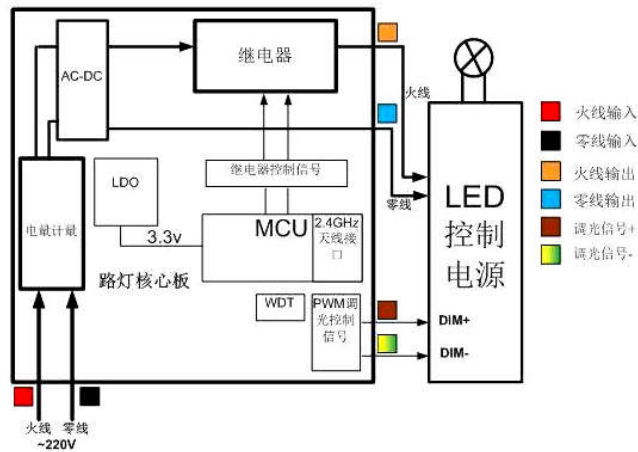 继电器
AC-DC
火线
继电器控制信号
LDO
零线
MCU
2.4GHz
天线接
口
3.3v
电量计量
路灯核心板
WDT
PWM调
光控制
信号
LED
控制
电源
DIM+
DIM-
火线输入
零线输入
火线输出
零线输出
调光信号+
调光信号-
火线 零线
~220V